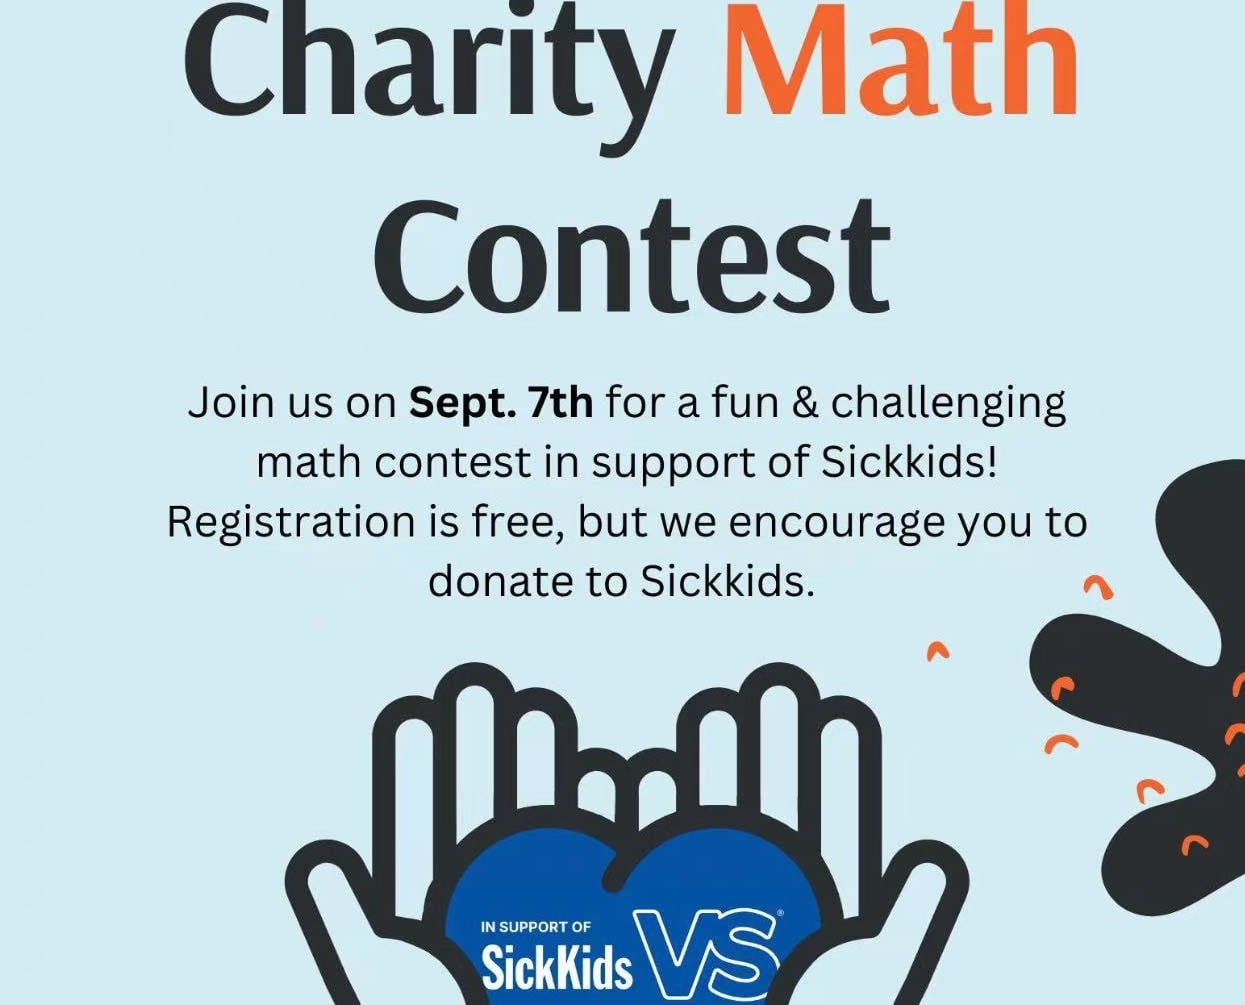 Charity Math
Contest
Join us on Sept. 7th for a fun & challenging
math contest in support of Sickkids!
Registration is free, but we encourage you to
donate to Sickkids.
IN SUPPORT OF
SickKids VS®